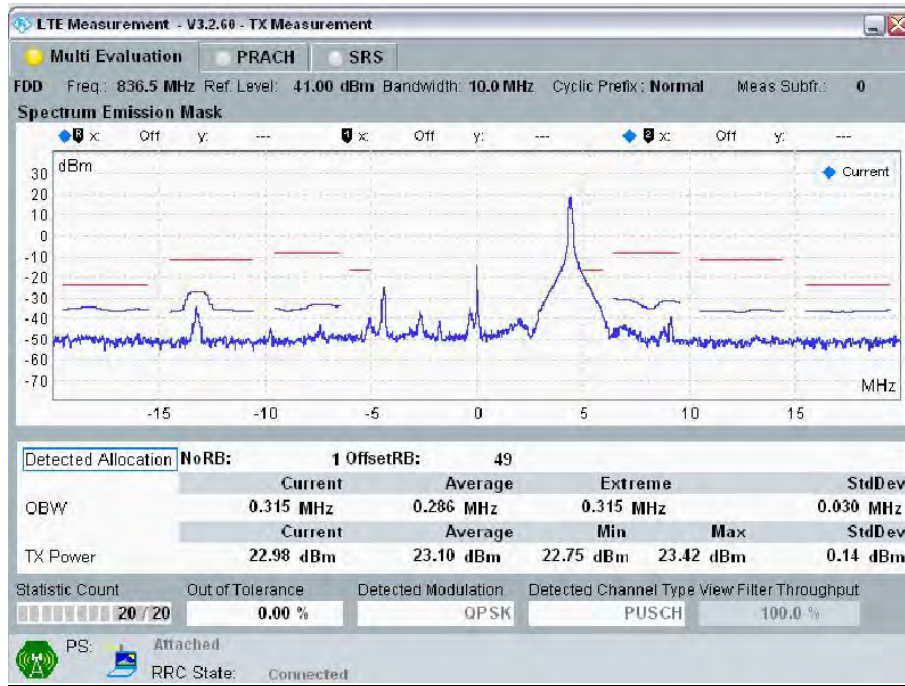 LTE Measurement - V3.2.60 - TX Measurement
Multi Evaluation PRACH SRS
FDD Freq.: 836.5 MHz Ref. Level: 41.00 dBm Bandwidth: 10.0 MHz Cyclic Prefix: Normal Meas Subfr.: 0
Spectrum Emission Mask
R x: Off y: --- 1 x: Off y: --- 2 x: Off y: ---
dBm
Current
30
20
10
0
-10
-20
-30
-40
-50
-60
-70
MHz
-15 -10 -5 0 5 10 15
Detected Allocation NoRB: 1 OffsetRB: 49
Current Average Extreme StdDev
OBW 0.315 MHz 0.286 MHz 0.315 MHz 0.030 MHz
Current Average Min Max StdDev
TX Power 22.98 dBm 23.10 dBm 22.75 dBm 23.42 dBm 0.14 dBm
Statistic Count Out of Tolerance Detected Modulation Detected Channel Type View Filter Throughput
20 / 20 0.00 % QPSK PUSCH 100.0 %
PS: Attached
RRC State: Connected